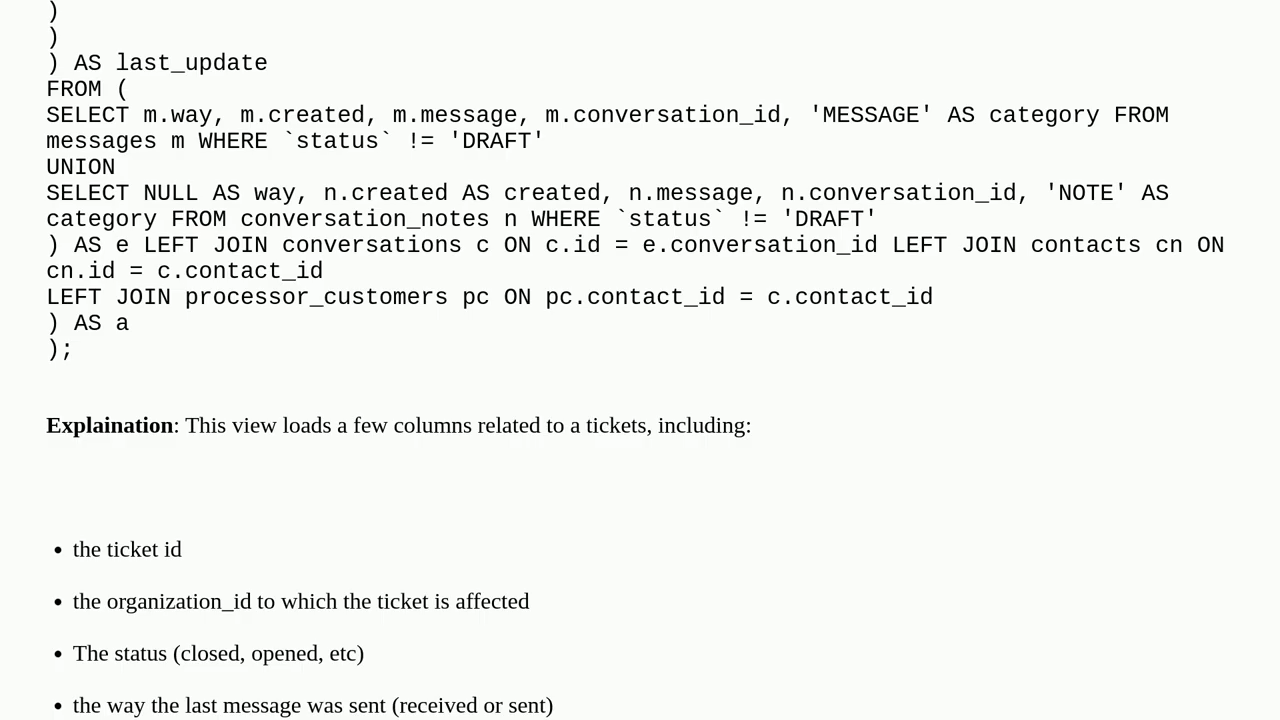 )
)
) AS last_update
FROM (
SELECT m.way, m.created, m.message, m.conversation_id, 'MESSAGE' AS category FROM
messages m WHERE `status` != 'DRAFT'
UNION
SELECT NULL AS way, n.created AS created, n.message, n.conversation_id, 'NOTE' AS
category FROM conversation_notes n WHERE `status` != 'DRAFT'
) AS e LEFT JOIN conversations c ON c.id = e.conversation_id LEFT JOIN contacts cn ON
cn.id = c.contact_id
LEFT JOIN processor_customers pc ON pc.contact_id = c.contact_id
) AS a
);
Explaination: This view loads a few columns related to a tickets, including:
• the ticket id
• the organization_id to which the ticket is affected
• The status (closed, opened, etc)
• the way the last message was sent (received or sent)